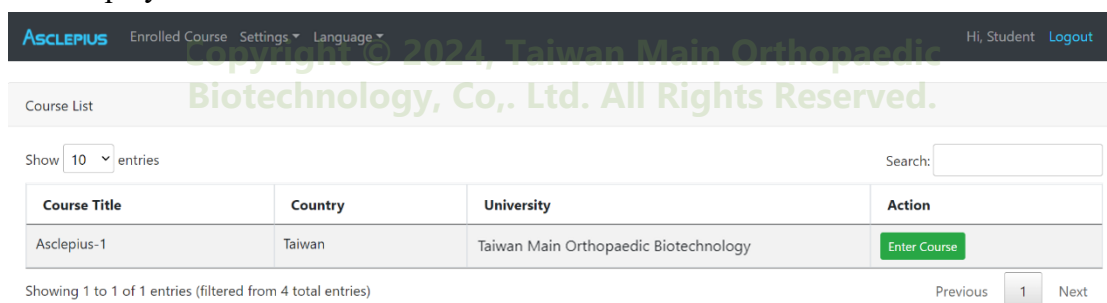 Asclepius Enrolled Course Settings Language Hi, Student Logout
Copyright © 2024, Taiwan Main Orthopaedic
Biotechnology, Co,. Ltd. All Rights Reserved.
Course List
Show 10 entries Search:
Course Title Country University Action
Asclepius-1 Taiwan Taiwan Main Orthopaedic Biotechnology Enter Course
Showing 1 to 1 of 1 entries (filtered from 4 total entries) Previous 1 Next